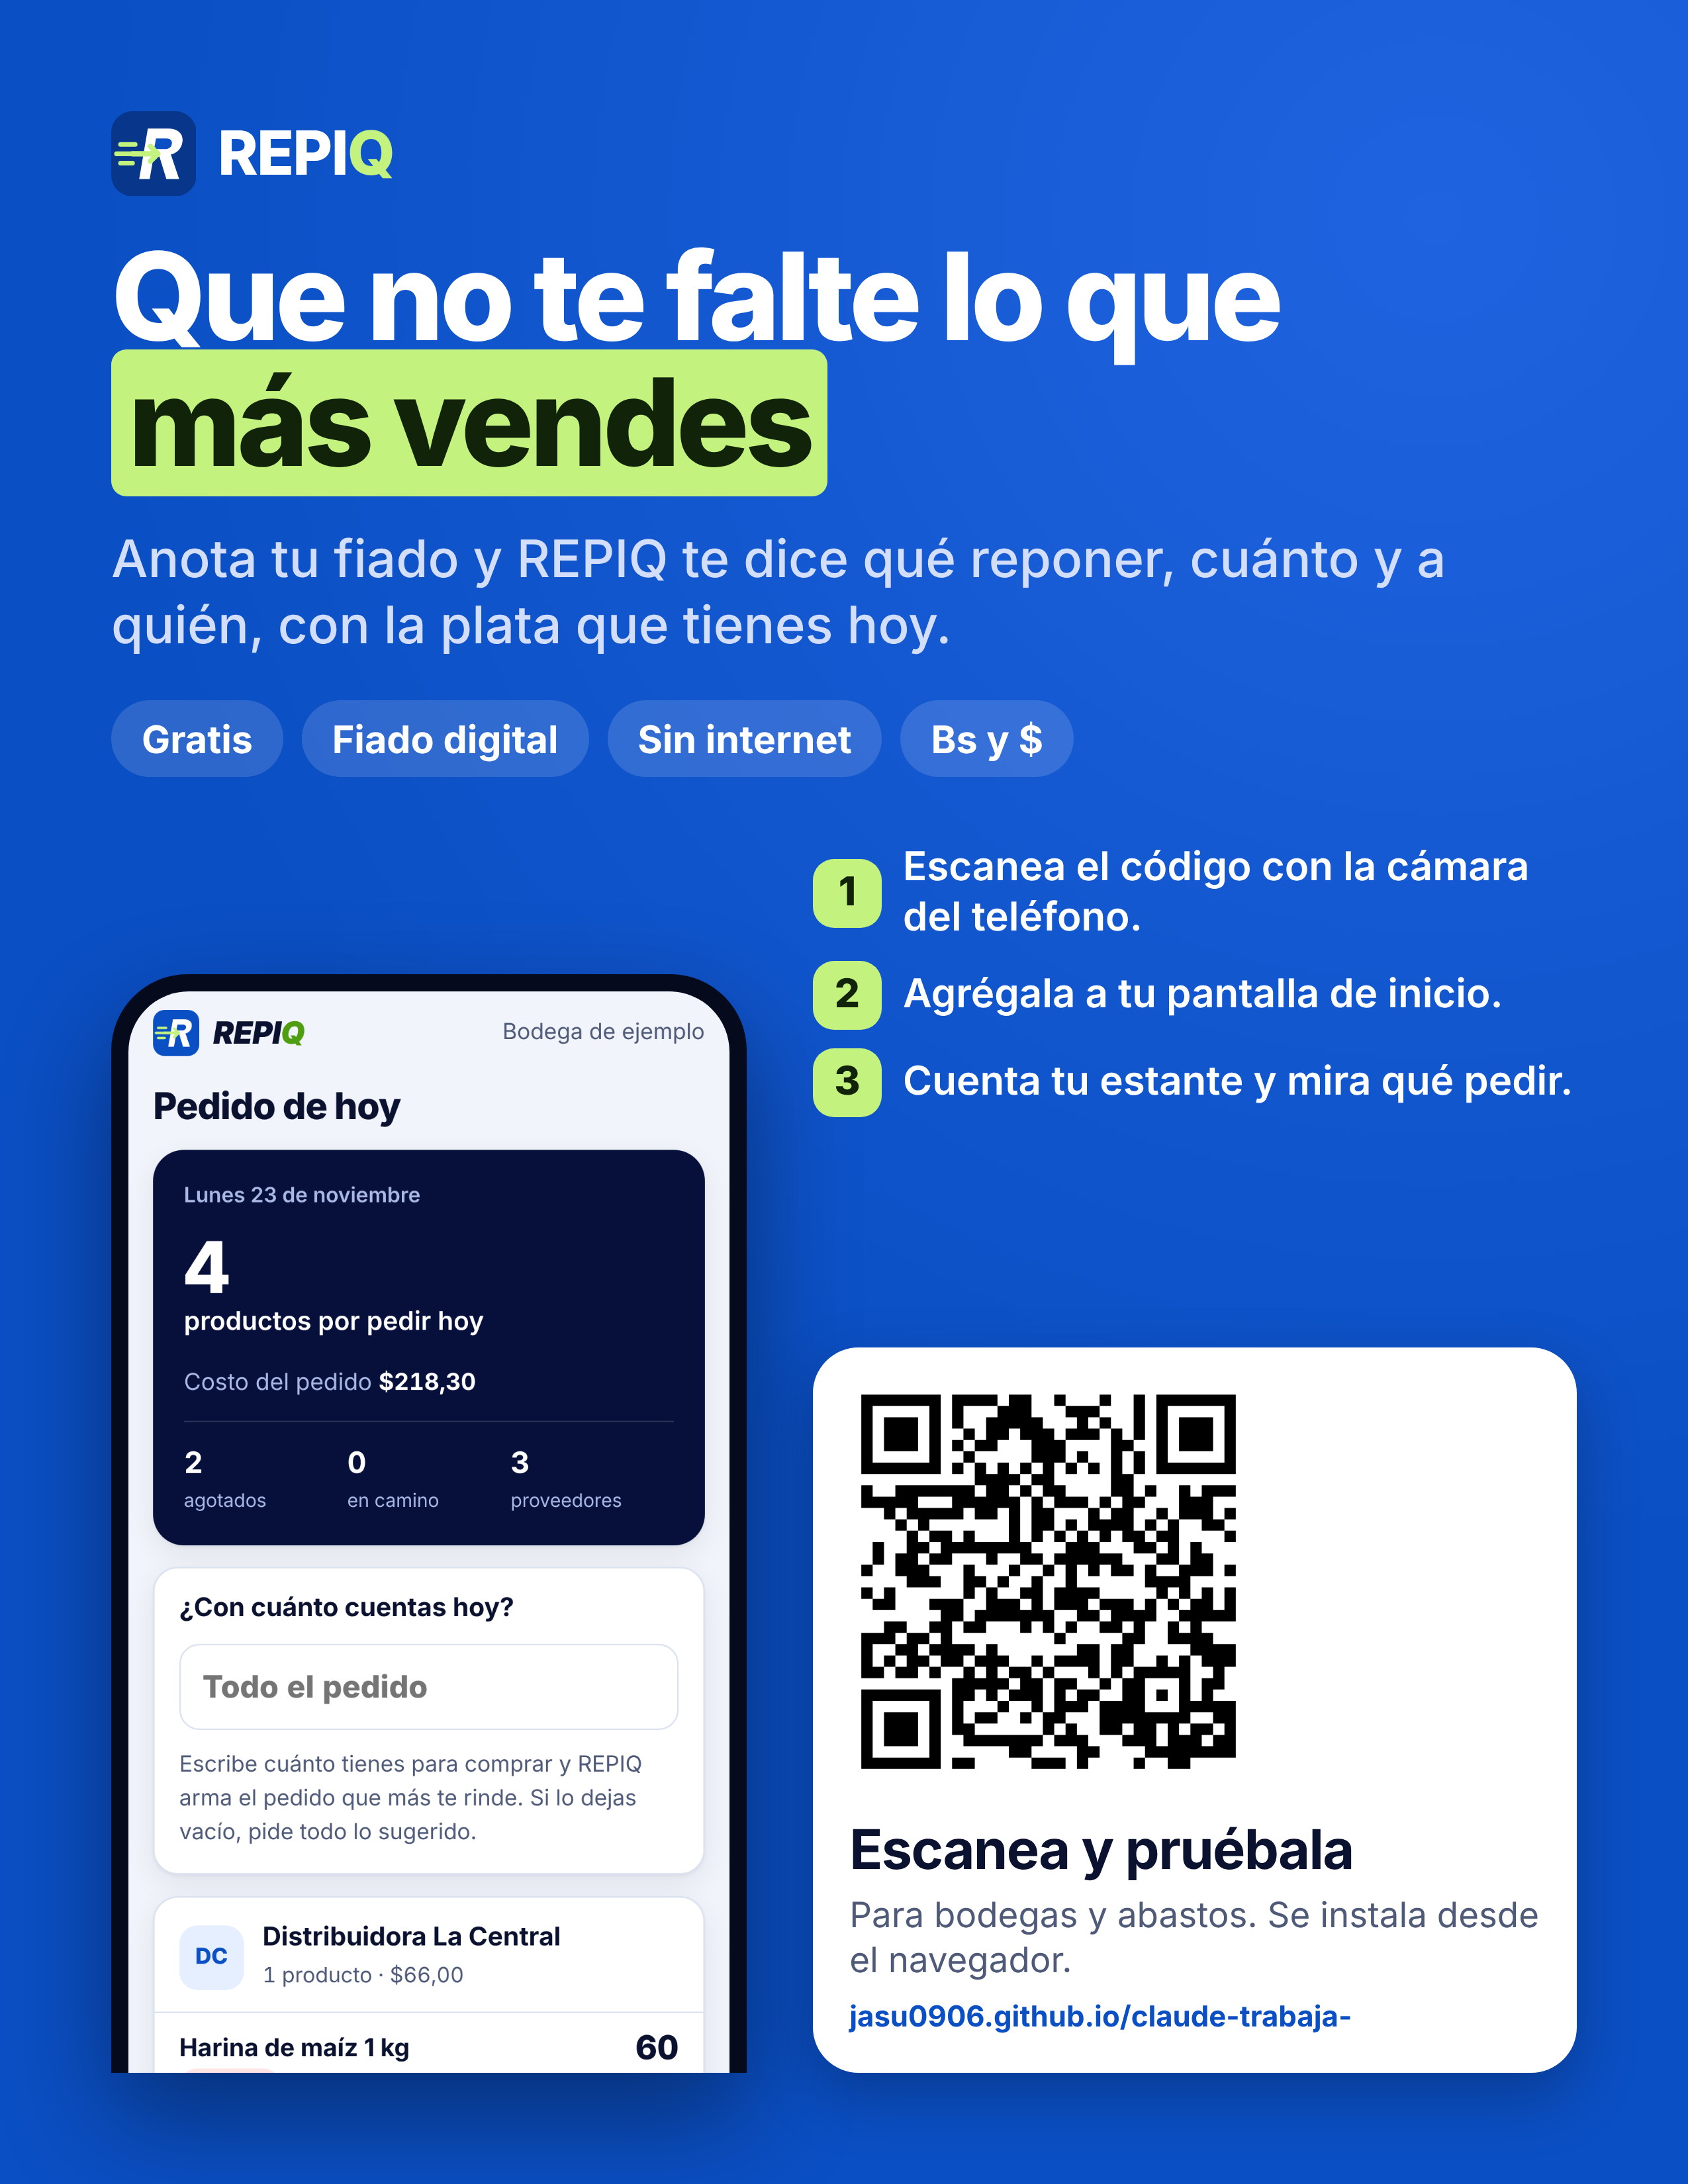 REPIQ
Que no te falte lo que
más vendes
Anota tu fiado y REPIQ te dice qué reponer, cuánto y a
quién, con la plata que tienes hoy.
Gratis
Fiado digital
Sin internet
Bs y $
1
Escanea el código con la cámara
del teléfono.
2
Agrégala a tu pantalla de inicio.
3
Cuenta tu estante y mira qué pedir.
REPIQ
Bodega de ejemplo
Pedido de hoy
Lunes 23 de noviembre
4
productos por pedir hoy
Costo del pedido $218,30
2
agotados
0
en camino
3
proveedores
¿Con cuánto cuentas hoy?
Todo el pedido
Escribe cuánto tienes para comprar y REPIQ
arma el pedido que más te rinde. Si lo dejas
vacío, pide todo lo sugerido.
DC
Distribuidora La Central
1 producto · $66,00
Harina de maíz 1 kg
60
Escanea y pruébala
Para bodegas y abastos. Se instala desde
el navegador.
jasu0906.github.io/claude-trabaja-